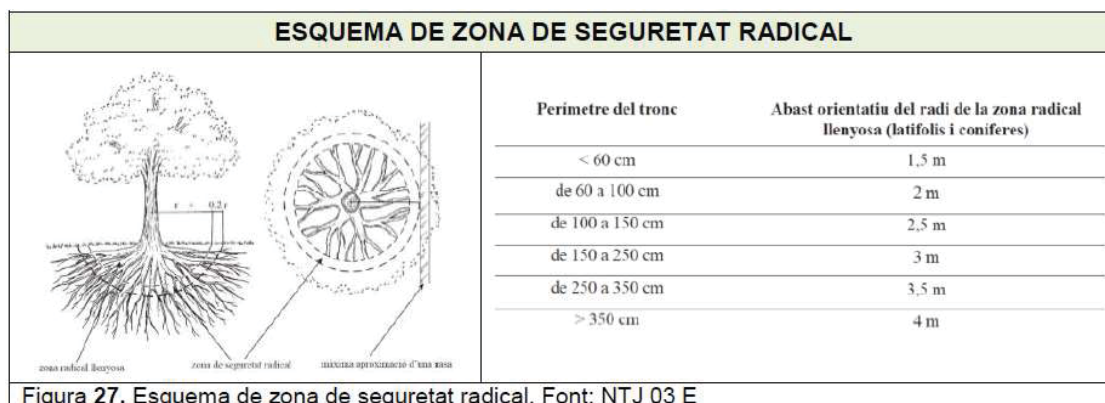 ESQUEMA DE ZONA DE SEGURETAT RADICAL
r + 0,2 r
zona radical llenyosa
zona de seguretat radical
màxima aproximació d'una rasa
Perímetre del tronc
Abast orientatiu del radi de la zona radical
llenyosa (latifolis i coníferes)
< 60 cm 1,5 m
de 60 a 100 cm 2 m
de 100 a 150 cm 2,5 m
de 150 a 250 cm 3 m
de 250 a 350 cm 3,5 m
> 350 cm 4 m
Figura 27. Esquema de zona de seguretat radical. Font: NTJ 03 E